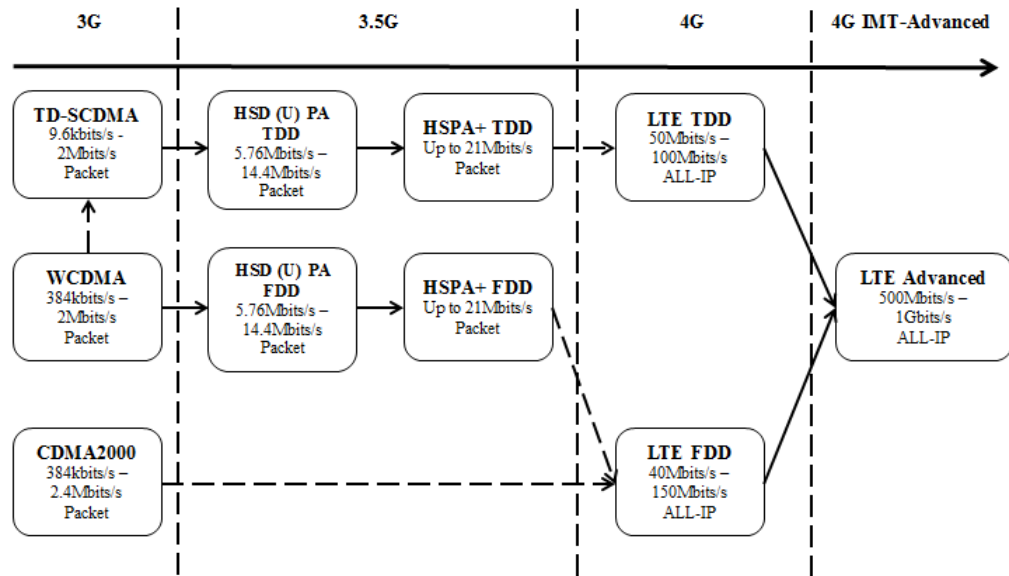 3G
3.5G
4G
4G IMT-Advanced
TD-SCDMA
9.6kbits/s -
2Mbits/s
Packet
HSD (U) PA
TDD
5.76Mbits/s –
14.4Mbits/s
Packet
HSPA+ TDD
Up to 21Mbits/s
Packet
LTE TDD
50Mbits/s –
100Mbits/s
ALL-IP
WCDMA
384kbits/s –
2Mbits/s
Packet
HSD (U) PA
FDD
5.76Mbits/s –
14.4Mbits/s
Packet
HSPA+ FDD
Up to 21Mbits/s
Packet
LTE Advanced
500Mbits/s –
1Gbits/s
ALL-IP
CDMA2000
384kbits/s –
2.4Mbits/s
Packet
LTE FDD
40Mbits/s –
150Mbits/s
ALL-IP